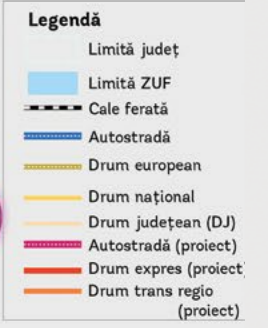 Legendă
Limită județ
Limită ZUF
Cale ferată
Autostradă
Drum european
Drum național
Drum județean (DJ)
Autostradă (proiect)
Drum expres (proiect
Drum trans regio
(proiect)